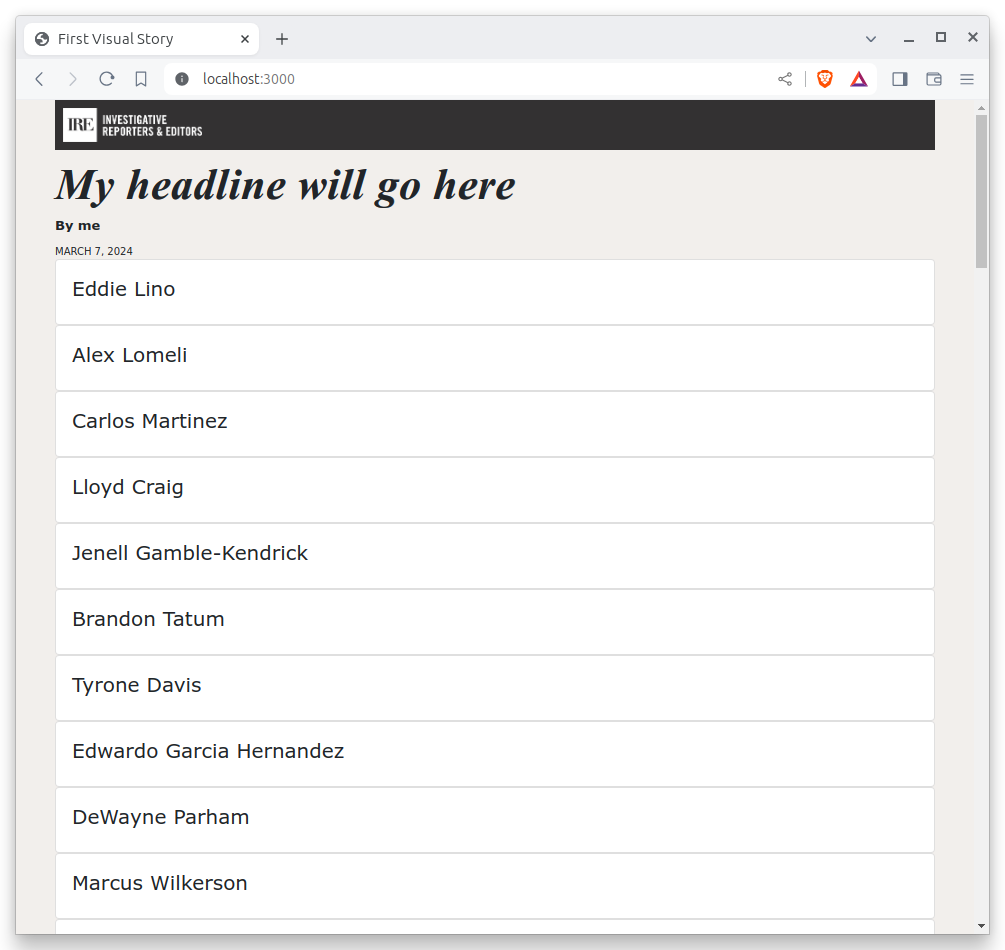 First Visual Story
localhost:3000
IRE
INVESTIGATIVE
REPORTERS & EDITORS
My headline will go here
By me
MARCH 7, 2024
Eddie Lino
Alex Lomeli
Carlos Martinez
Lloyd Craig
Jenell Gamble-Kendrick
Brandon Tatum
Tyrone Davis
Edwardo Garcia Hernandez
DeWayne Parham
Marcus Wilkerson